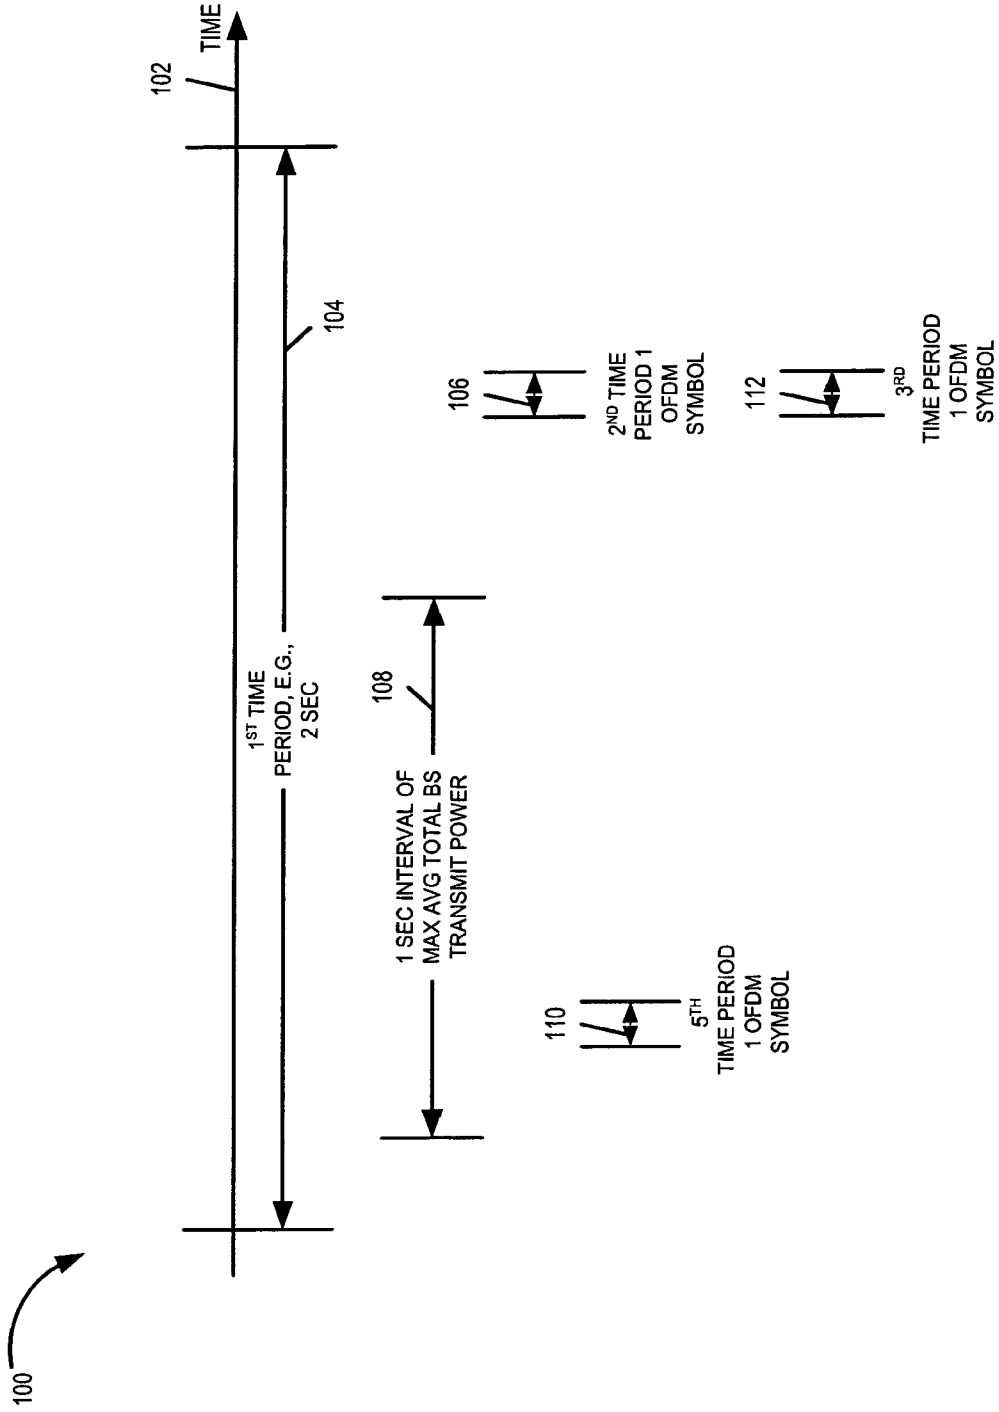 100
102
TIME
104
1ST TIME
PERIOD, E.G.,
2 SEC
108
1 SEC INTERVAL OF
MAX AVG TOTAL BS
TRANSMIT POWER
106
2ND TIME
PERIOD 1
OFDM
SYMBOL
110
5TH
TIME PERIOD
1 OFDM
SYMBOL
112
3RD
TIME PERIOD
1 OFDM
SYMBOL